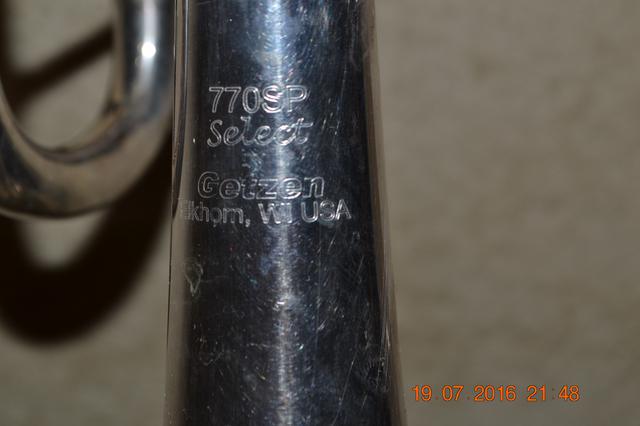 770SP
Select
Getzen
Elkhorn, WI USA
19.07.2016 21:48